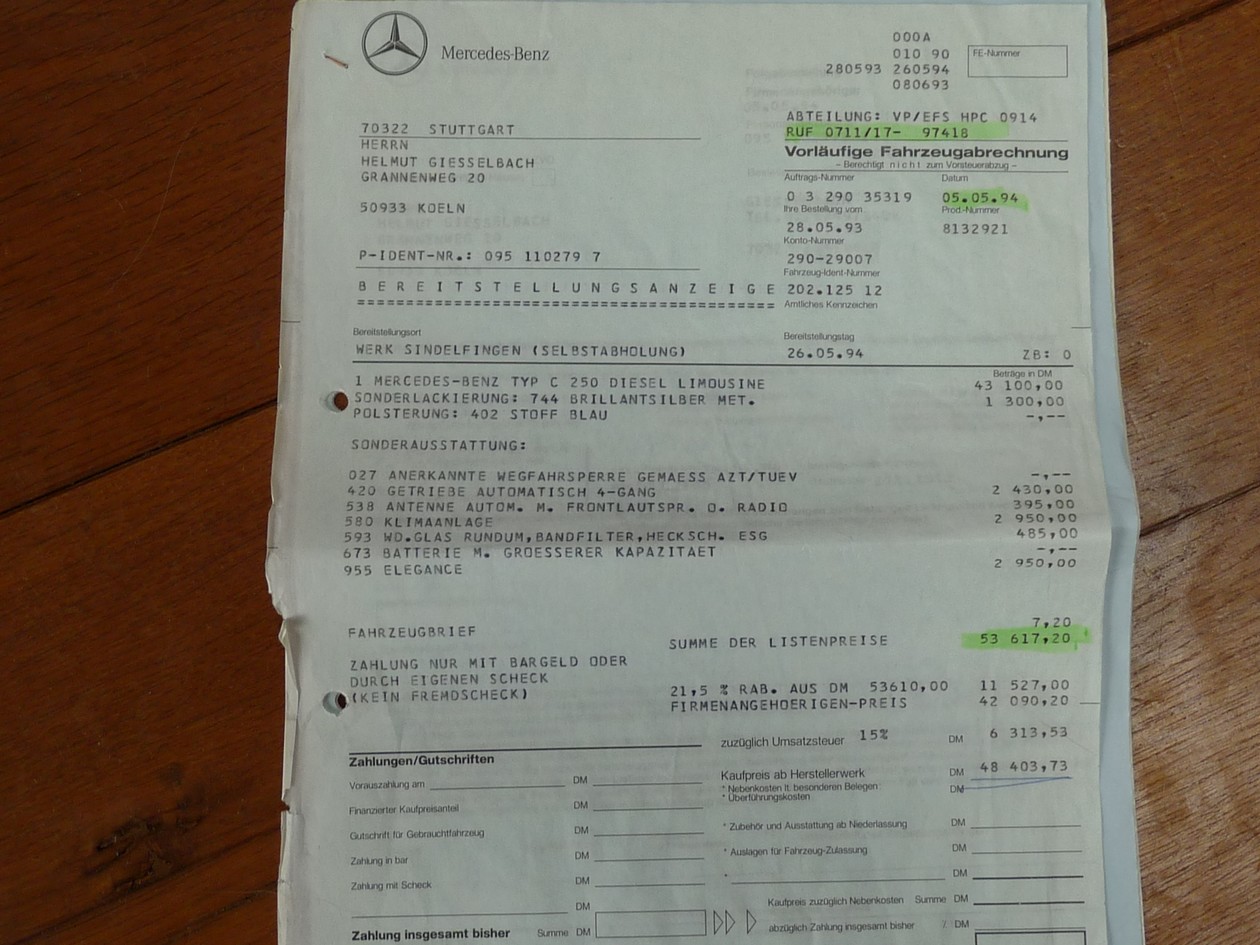 Mercedes-Benz
000A
010 90
280593 260594
080693
FE-Nummer
ABTEILUNG: VP/EFS HPC 0914
RUF 0711/17- 97418
Vorläufige Fahrzeugabrechnung
– Berechtigt nicht zum Vorsteuerabzug –
70322 STUTTGART
HERRN
HELMUT GIESSELBACH
GRANNENWEG 20
50933 KOELN
Auftrags-Nummer Datum
0 3 290 35319 05.05.94
Ihre Bestellung vom Prod.-Nummer
28.05.93 8132921
Konto-Nummer
P-IDENT-NR.: 095 110279 7 290-29007
Fahrzeug-Ident-Nummer
BEREITSTELLUNGSANZEIGE 202.125 12
============================================ Amtliches Kennzeichen
Bereitstellungsort Bereitstellungstag
WERK SINDELFINGEN (SELBSTABHOLUNG) 26.05.94 ZB: 0
Beträge in DM
1 MERCEDES-BENZ TYP C 250 DIESEL LIMOUSINE 43 100,00
SONDERLACKIERUNG: 744 BRILLANTSILBER MET. 1 300,00
POLSTERUNG: 402 STOFF BLAU -,--
SONDERAUSSTATTUNG:
027 ANERKANNTE WEGFAHRSPERRE GEMAESS AZT/TUEV -,--
420 GETRIEBE AUTOMATISCH 4-GANG 2 430,00
538 ANTENNE AUTOM. M. FRONTLAUTSPR. O. RADIO 395,00
580 KLIMAANLAGE 2 950,00
593 WD.GLAS RUNDUM,BANDFILTER,HECKSCH. ESG 485,00
673 BATTERIE M. GROESSERER KAPAZITAET -,--
955 ELEGANCE 2 950,00
FAHRZEUGBRIEF 7,20
SUMME DER LISTENPREISE 53 617,20
ZAHLUNG NUR MIT BARGELD ODER
DURCH EIGENEN SCHECK
(KEIN FREMDSCHECK)
21,5 % RAB. AUS DM 53610,00 11 527,00
FIRMENANGEHOERIGEN-PREIS 42 090,20
zuzüglich Umsatzsteuer 15% DM 6 313,53
Zahlungen/Gutschriften
Kaufpreis ab Herstellerwerk DM 48 403,73
Vorauszahlung am DM
* Nebenkosten lt. besonderen Belegen: DM
* Überführungskosten
Finanzierter Kaufpreisanteil DM
* Zubehör und Ausstattung ab Niederlassung DM
Gutschrift für Gebrauchtfahrzeug DM
* Auslagen für Fahrzeug-Zulassung DM
Zahlung in bar DM
* DM
Zahlung mit Scheck DM
Kaufpreis zuzüglich Nebenkosten Summe DM
DM
abzüglich Zahlung insgesamt bisher ⁒ DM
Zahlung insgesamt bisher Summe DM